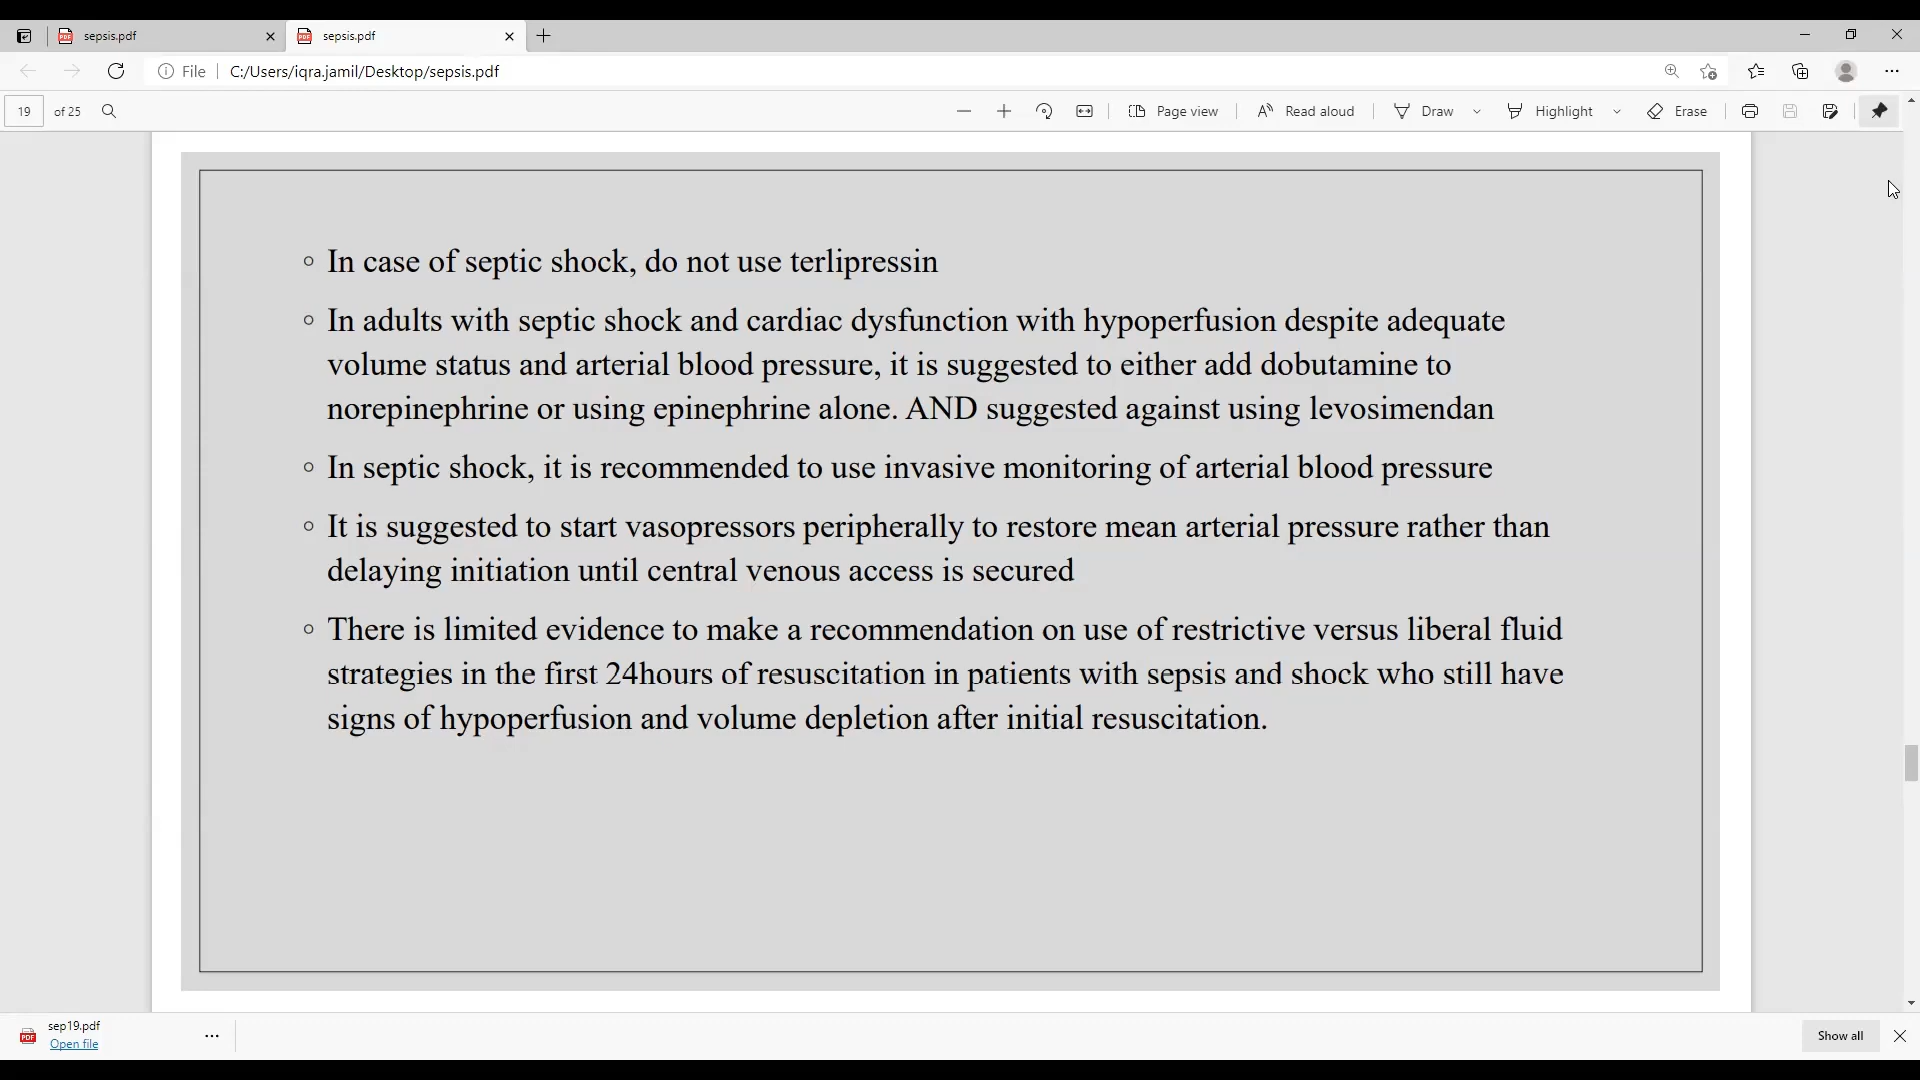 sepsis.pdf
sepsis.pdf
File
C:/Users/iqra.jamil/Desktop/sepsis.pdf
19 of 25
Page view
Read aloud
Draw
Highlight
Erase
In case of septic shock, do not use terlipressin
In adults with septic shock and cardiac dysfunction with hypoperfusion despite adequate
volume status and arterial blood pressure, it is suggested to either add dobutamine to
norepinephrine or using epinephrine alone. AND suggested against using levosimendan
In septic shock, it is recommended to use invasive monitoring of arterial blood pressure
It is suggested to start vasopressors peripherally to restore mean arterial pressure rather than
delaying initiation until central venous access is secured
There is limited evidence to make a recommendation on use of restrictive versus liberal fluid
strategies in the first 24hours of resuscitation in patients with sepsis and shock who still have
signs of hypoperfusion and volume depletion after initial resuscitation.
sep19.pdf
Open file
Show all